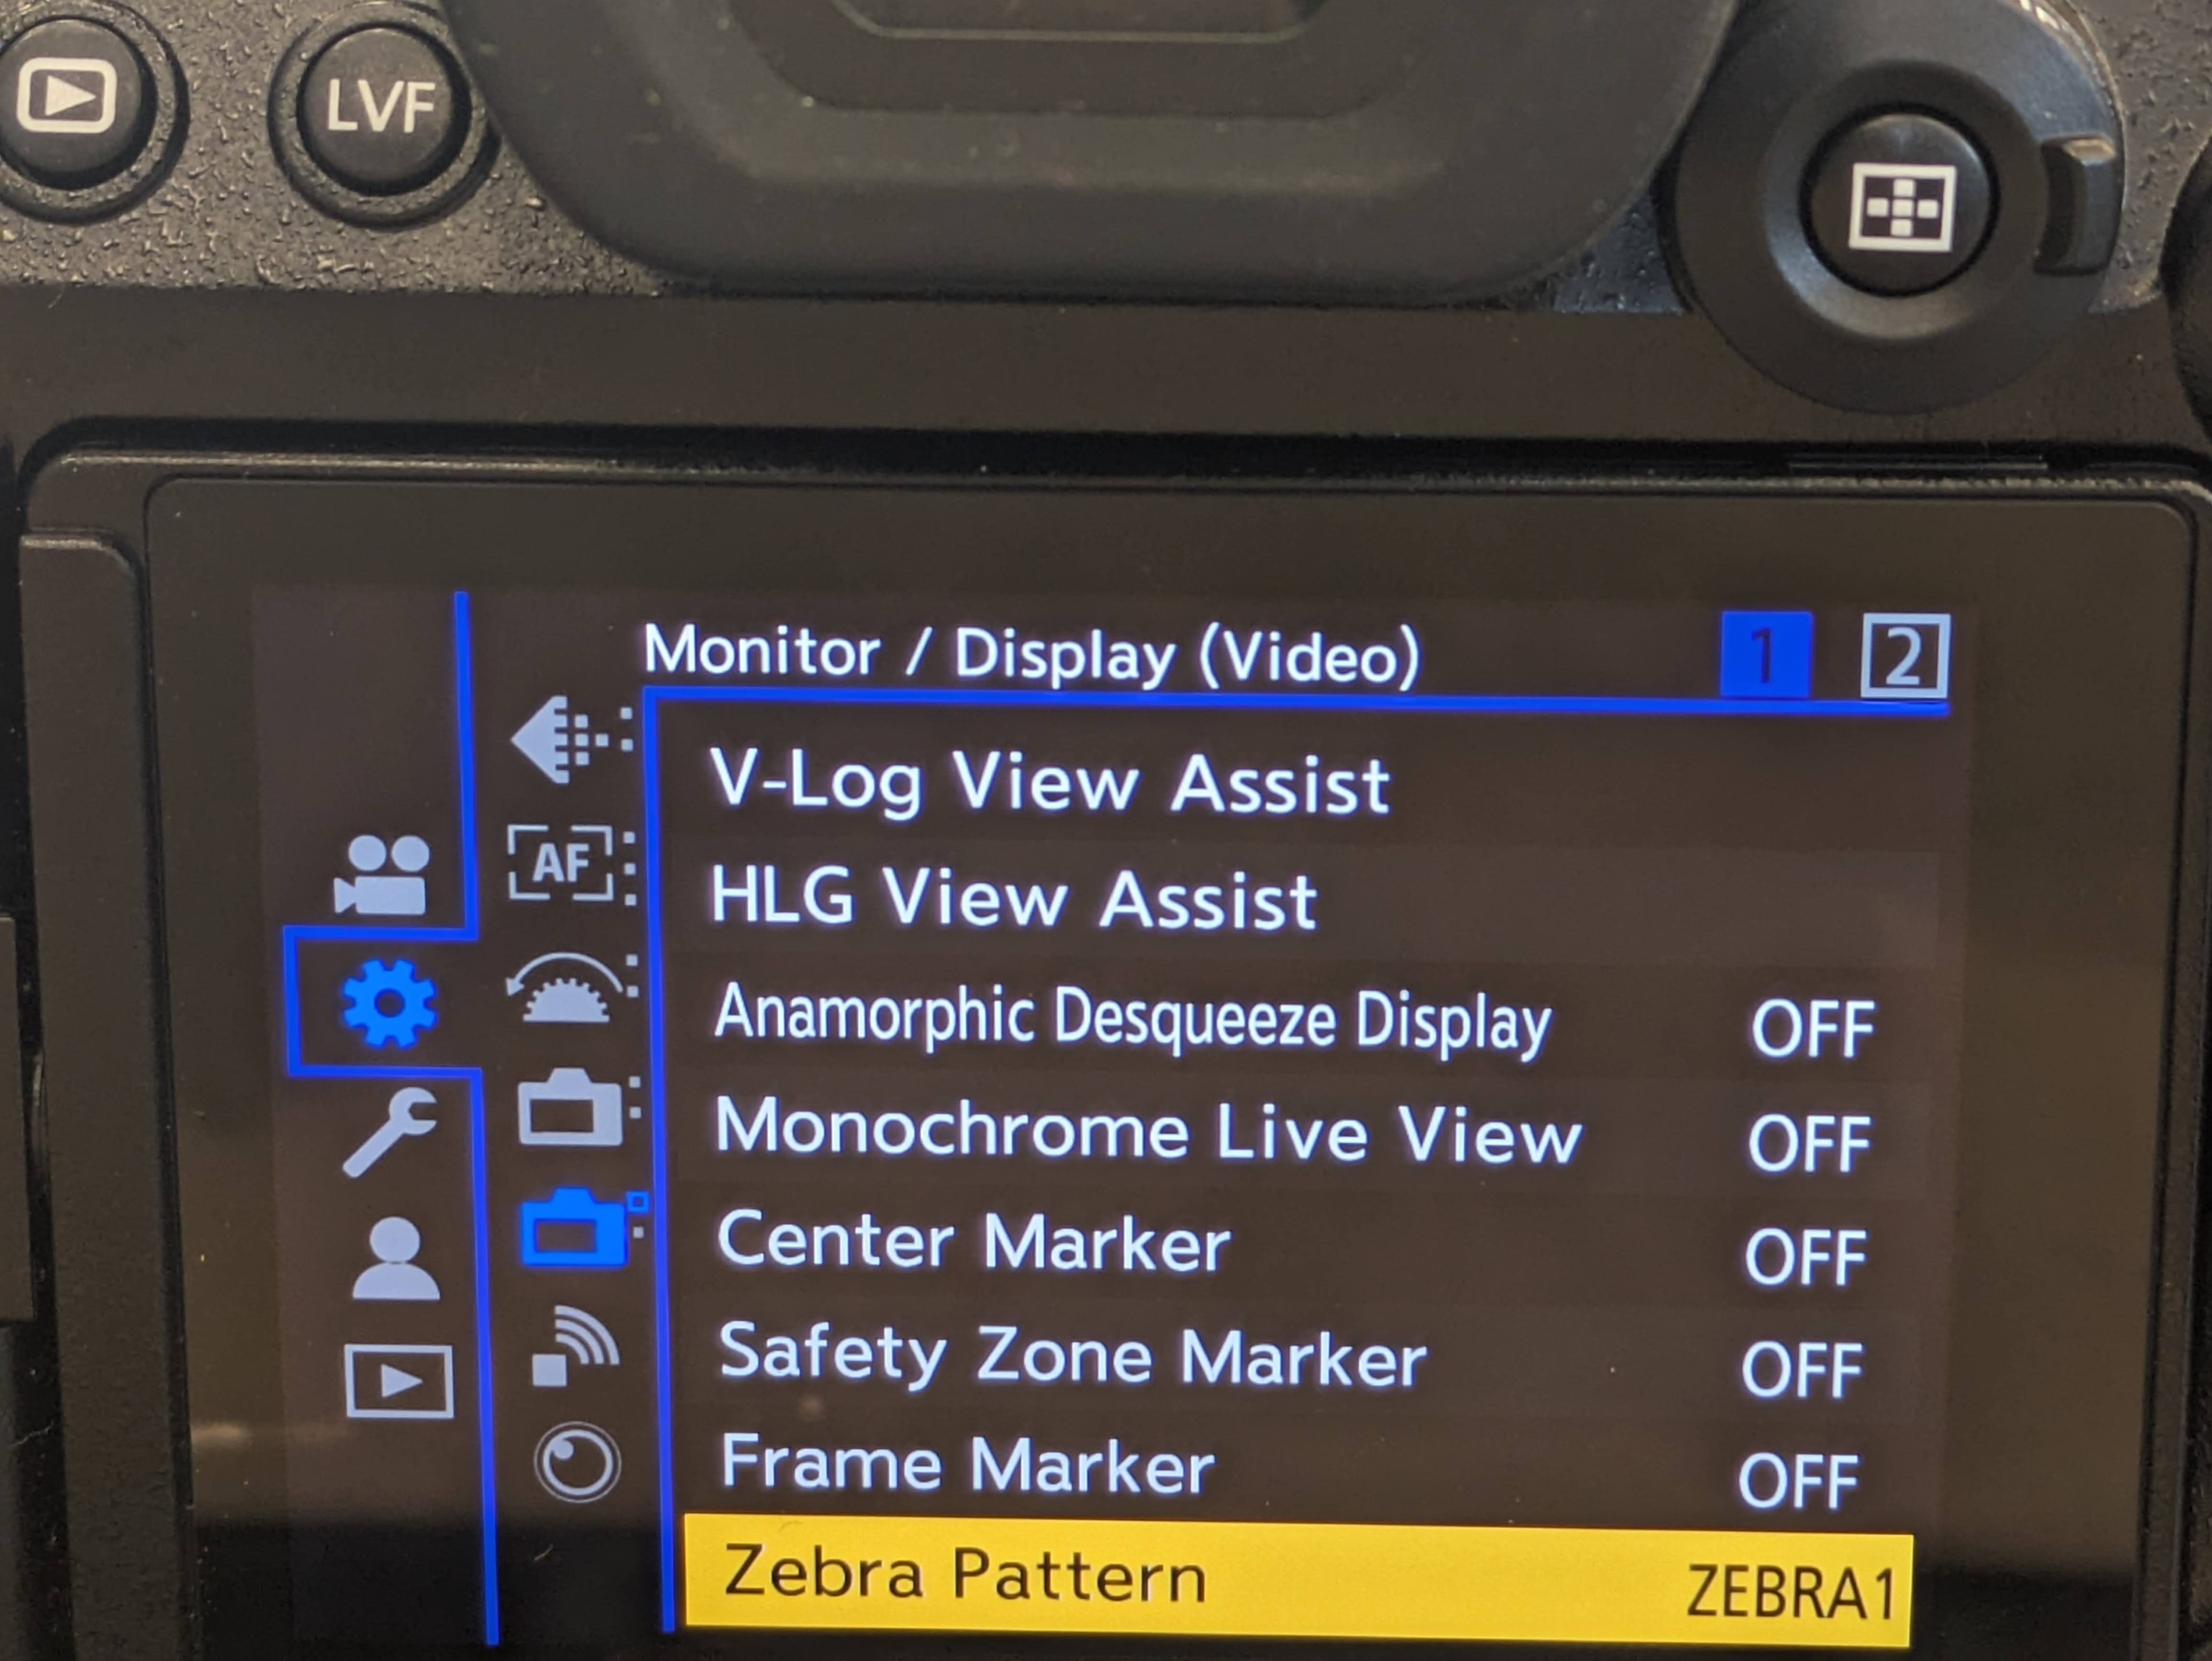 LVF
Monitor / Display (Video) 1 2
V-Log View Assist
HLG View Assist
AF
Anamorphic Desqueeze Display OFF
Monochrome Live View OFF
Center Marker OFF
Safety Zone Marker OFF
Frame Marker OFF
Zebra Pattern ZEBRA1